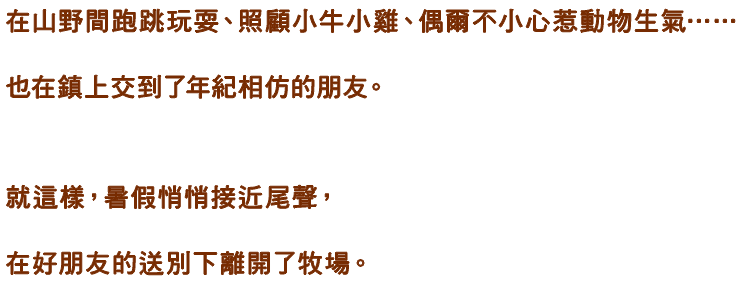 在山野間跑跳玩耍、照顧小牛小雞、偶爾不小心惹動物生氣⋯⋯
也在鎮上交到了年紀相仿的朋友。
就這樣，暑假悄悄接近尾聲，
在好朋友的送別下離開了牧場。